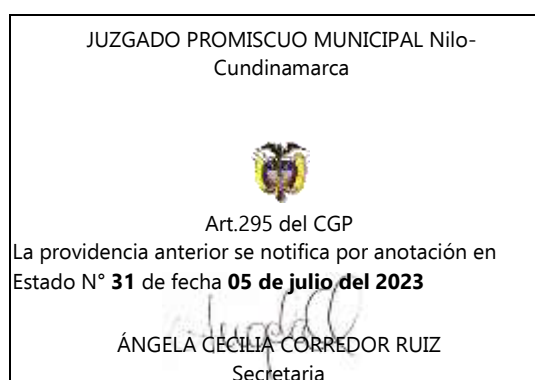 JUZGADO PROMISCUO MUNICIPAL Nilo-
Cundinamarca
Art.295 del CGP
La providencia anterior se notifica por anotación en
Estado N° 31 de fecha 05 de julio del 2023
ÁNGELA CECILIA CORREDOR RUIZ
Secretaria